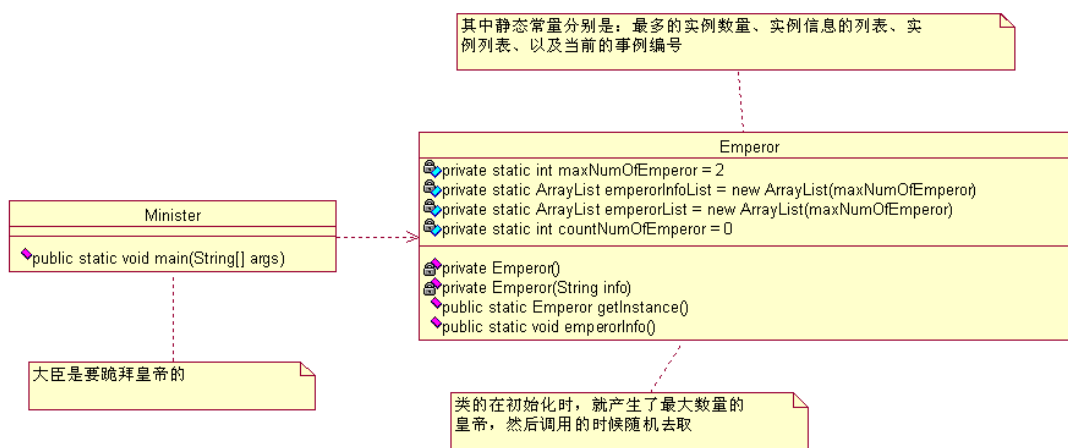 其中静态常量分别是：最多的实例数量、实例信息的列表、实
例列表、以及当前的事例编号
Emperor
private static int maxNumOfEmperor = 2
private static ArrayList emperorInfoList = new ArrayList(maxNumOfEmperor)
private static ArrayList emperorList = new ArrayList(maxNumOfEmperor)
private static int countNumOfEmperor = 0
private Emperor()
private Emperor(String info)
public static Emperor getInstance()
public static void emperorInfo()
Minister
public static void main(String[] args)
大臣是要跪拜皇帝的
类的在初始化时，就产生了最大数量的
皇帝，然后调用的时候随机去取